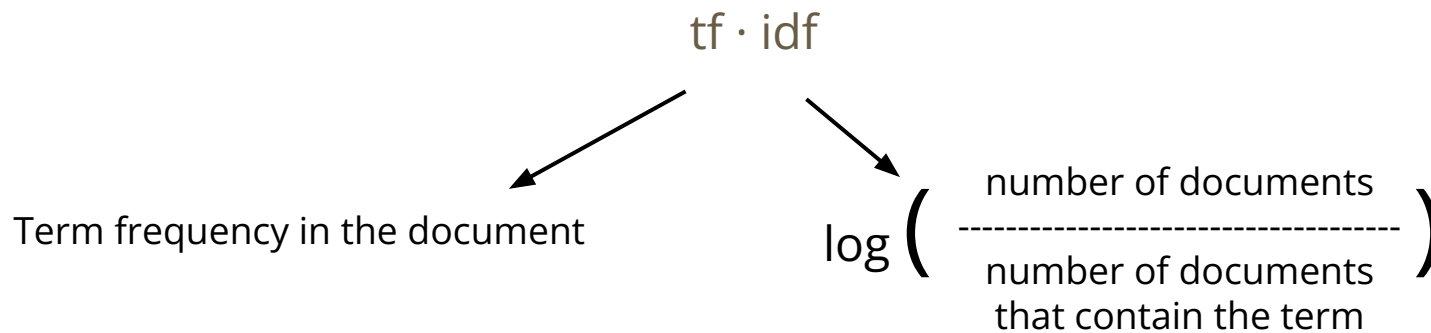 tf · idf
Term frequency in the document
log ( number of documents
-------------------------------------
number of documents
that contain the term )